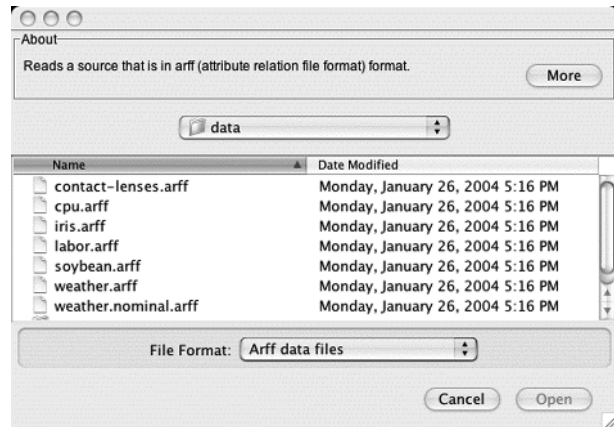 About
Reads a source that is in arff (attribute relation file format) format.
More
data
Name Date Modified
contact-lenses.arff Monday, January 26, 2004 5:16 PM
cpu.arff Monday, January 26, 2004 5:16 PM
iris.arff Monday, January 26, 2004 5:16 PM
labor.arff Monday, January 26, 2004 5:16 PM
soybean.arff Monday, January 26, 2004 5:16 PM
weather.arff Monday, January 26, 2004 5:16 PM
weather.nominal.arff Monday, January 26, 2004 5:16 PM
File Format: Arff data files
Cancel Open